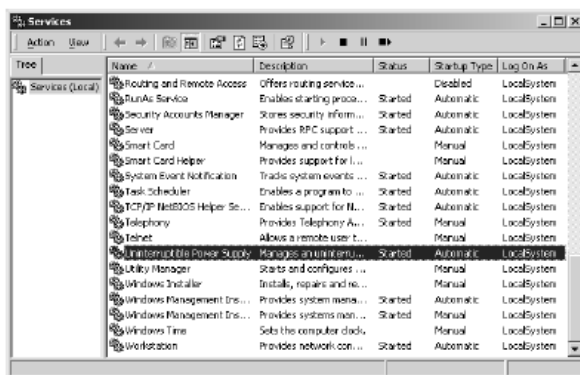 Services
Action View
Tree
Services (Local)
Name Description Status Startup Type Log On As
Routing and Remote Access Offers routing service... Disabled LocalSystem
RunAs Service Enables starting proce... Started Automatic LocalSystem
Security Accounts Manager Stores security inform... Started Automatic LocalSystem
Server Provides RPC support ... Started Automatic LocalSystem
Smart Card Manages and controls ... Manual LocalSystem
Smart Card Helper Provides support for l... Manual LocalSystem
System Event Notification Tracks system events ... Started Automatic LocalSystem
Task Scheduler Enables a program to ... Started Automatic LocalSystem
TCP/IP NetBIOS Helper Se... Enables support for N... Started Automatic LocalSystem
Telephony Provides Telephony A... Started Manual LocalSystem
Telnet Allows a remote user t... Manual LocalSystem
Uninterruptible Power Supply Manages an uninterru... Started Automatic LocalSystem
Utility Manager Starts and configures ... Manual LocalSystem
Windows Installer Installs, repairs and re... Manual LocalSystem
Windows Management Ins... Provides system mana... Started Automatic LocalSystem
Windows Management Ins... Provides systems man... Started Manual LocalSystem
Windows Time Sets the computer clock. Manual LocalSystem
Workstation Provides network con... Started Automatic LocalSystem